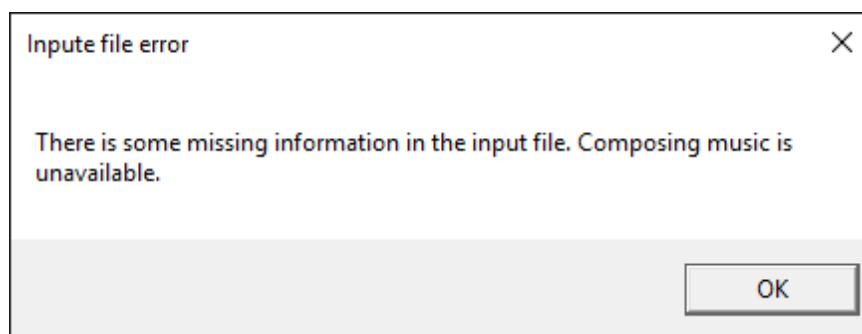 Inpute file error
There is some missing information in the input file. Composing music is
unavailable.
OK